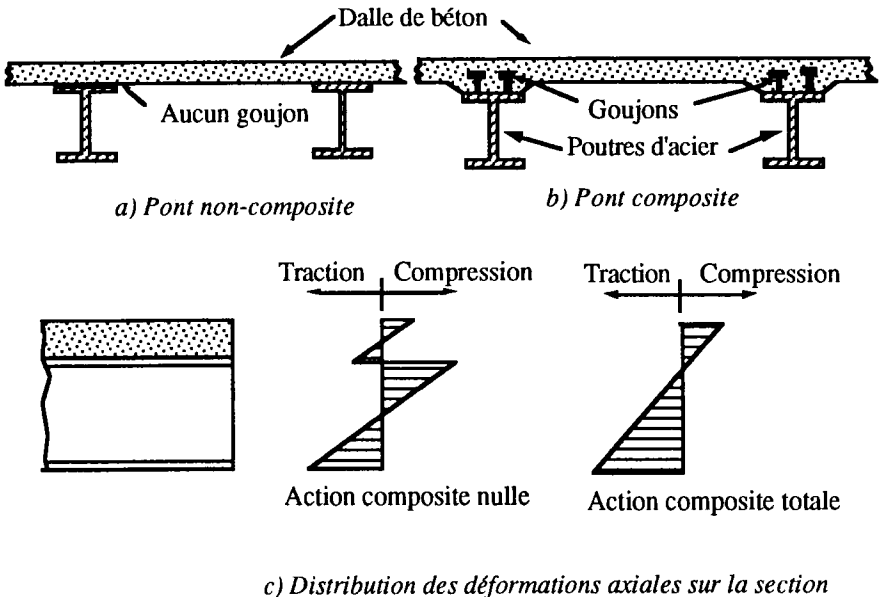 Dalle de béton
Aucun goujon
Goujons
Poutres d'acier
a) Pont non-composite
b) Pont composite
Traction Compression
Traction Compression
Action composite nulle
Action composite totale
c) Distribution des déformations axiales sur la section